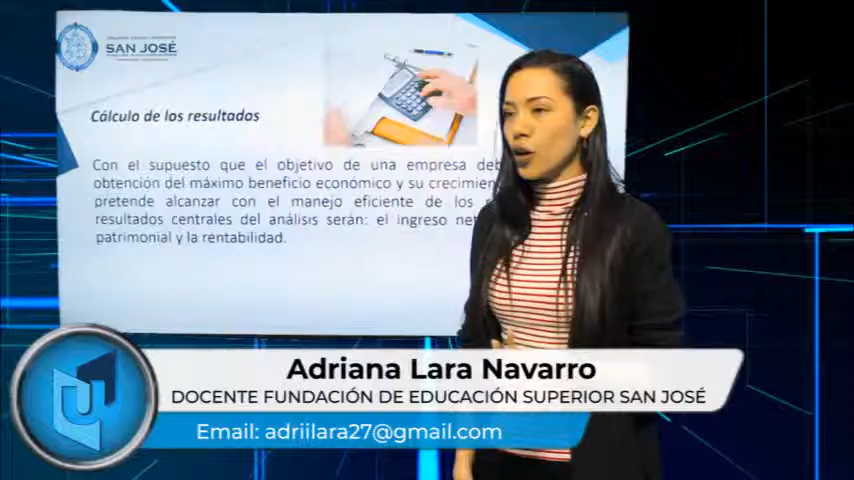 SAN JOSÉ
Cálculo de los resultados
Con el supuesto que el objetivo de una empresa
obtención del máximo beneficio económico y su
pretende alcanzar con el manejo eficiente de los
resultados centrales del análisis serán: el ingreso
patrimonial y la rentabilidad.
Adriana Lara Navarro
DOCENTE FUNDACIÓN DE EDUCACIÓN SUPERIOR SAN JOSÉ
Email: adriilara27@gmail.com